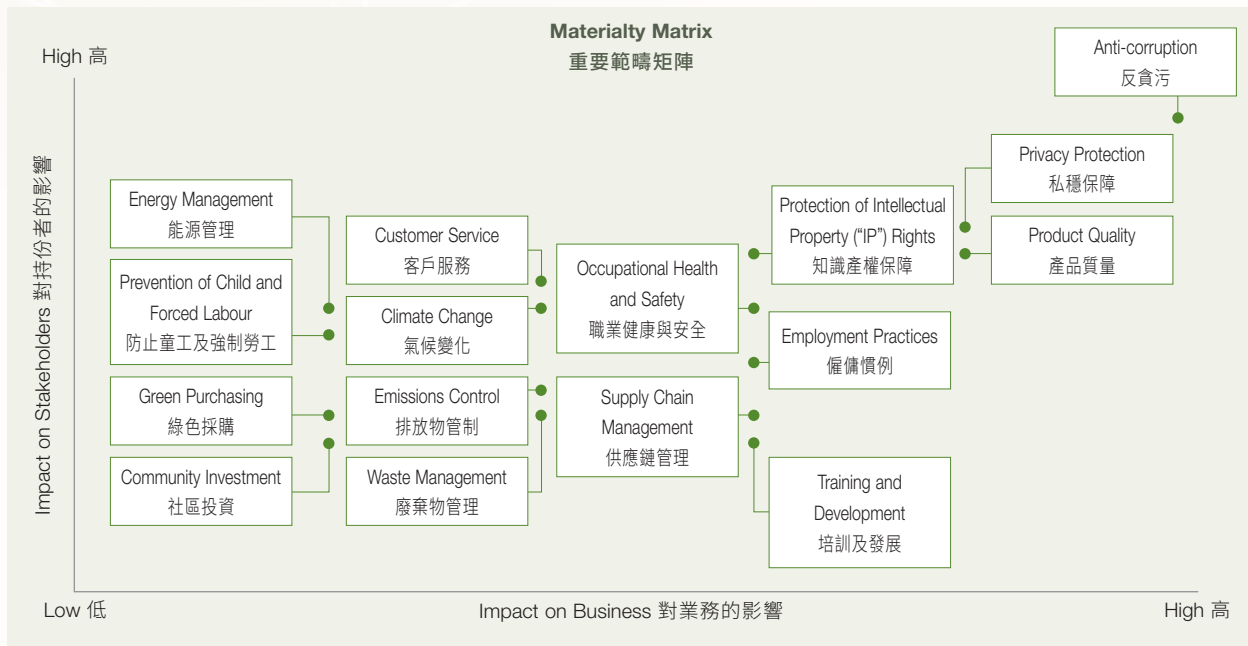 Materialty Matrix
重要範疇矩陣
High 高
Impact on Stakeholders 對持份者的影響
Energy Management
能源管理
Prevention of Child and
Forced Labour
防止童工及強制勞工
Green Purchasing
綠色採購
Community Investment
社區投資
Customer Service
客戶服務
Climate Change
氣候變化
Emissions Control
排放物管制
Waste Management
廢棄物管理
Occupational Health
and Safety
職業健康與安全
Supply Chain
Management
供應鏈管理
Protection of Intellectual
Property (“IP”) Rights
知識產權保障
Employment Practices
僱傭慣例
Training and
Development
培訓及發展
Anti-corruption
反貪污
Privacy Protection
私穩保障
Product Quality
產品質量
Low 低
Impact on Business 對業務的影響
High 高